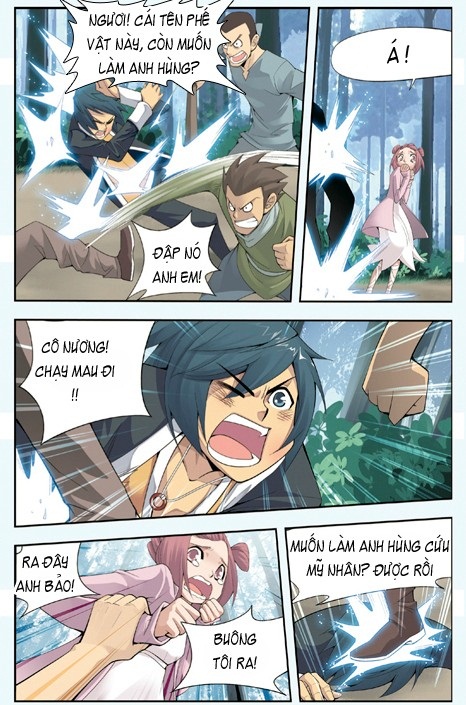 NGƯƠI! CÁI TÊN PHẾ
VẬT NÀY, CÒN MUỐN
LÀM ANH HÙNG?
Á!
ĐẬP NÓ
ANH EM!
CÔ NƯƠNG!
CHẠY MAU ĐI
!!
RA ĐÂY
ANH BẢO!
BUÔNG
TÔI RA!
MUỐN LÀM ANH HÙNG CỨU
MỸ NHÂN? ĐƯỢC RỒI